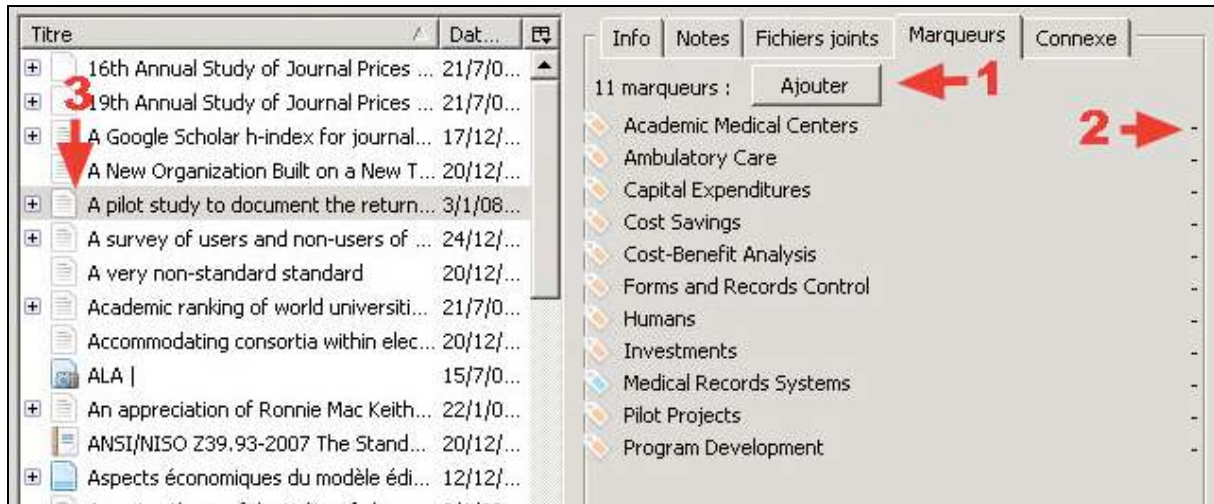 Titre Dat...
16th Annual Study of Journal Prices ... 21/7/0...
19th Annual Study of Journal Prices ... 21/7/0...
A Google Scholar h-index for journal... 17/12/...
A New Organization Built on a New T... 20/12/...
A pilot study to document the return... 3/1/08...
A survey of users and non-users of ... 24/12/...
A very non-standard standard 20/12/...
Academic ranking of world universiti... 21/7/0...
Accommodating consortia within elec... 20/12/...
ALA | 15/7/0...
An appreciation of Ronnie Mac Keith... 22/1/0...
ANSI/NISO Z39.93-2007 The Stand... 20/12/...
Aspects économiques du modèle édi... 12/12/...
3
Info Notes Fichiers joints Marqueurs Connexe
11 marqueurs : Ajouter 1
Academic Medical Centers 2 -
Ambulatory Care -
Capital Expenditures -
Cost Savings -
Cost-Benefit Analysis -
Forms and Records Control -
Humans -
Investments -
Medical Records Systems -
Pilot Projects -
Program Development -